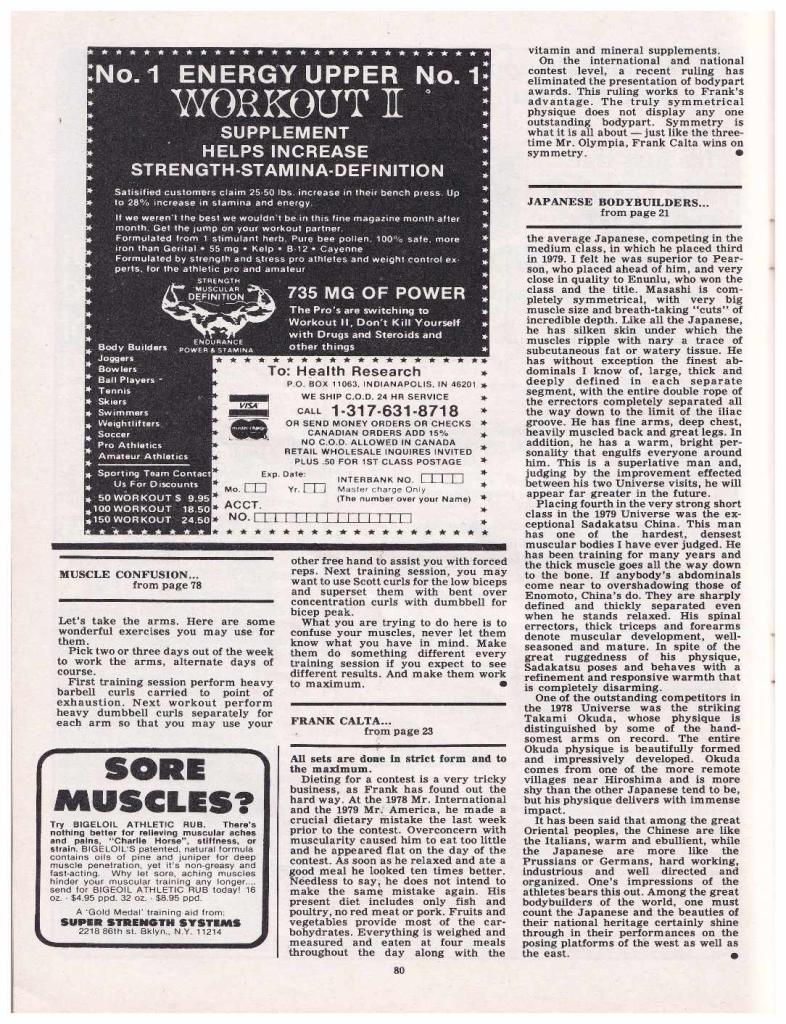 No. 1 ENERGY UPPER No. 1
WORKOUT II
SUPPLEMENT
HELPS INCREASE
STRENGTH-STAMINA-DEFINITION
Satisified customers claim 25-50 lbs. increase in their bench press. Up
to 28% increase in stamina and energy.
If we weren't the best we wouldn't be in this fine magazine month after
month. Get the jump on your workout partner.
Formulated from 1 stimulant herb. Pure bee pollen. 100% safe, more
iron than Gerital • 55 mg • Kelp • B-12 • Cayenne
Formulated by strength and stress pro athletes and weight control ex-
perts, for the athletic pro and amateur
STRENGTH
MUSCULAR
DEFINITION
ENDURANCE
POWER & STAMINA
735 MG OF POWER
The Pro's are switching to
Workout II, Don't Kill Yourself
with Drugs and Steroids and
other things
Body Builders
Joggers
Bowlers
Ball Players
Tennis
Skiers
Swimmers
Weightlifters
Soccer
Pro Athletics
Amateur Athletics
Sporting Team Contact
Us For Discounts
50 WORKOUT $ 9.95
100 WORKOUT 18.50
150 WORKOUT 24.50
To: Health Research
P.O. BOX 11063, INDIANAPOLIS, IN 46201
WE SHIP C.O.D. 24 HR SERVICE
VISA
CALL 1-317-631-8718
OR SEND MONEY ORDERS OR CHECKS
CANADIAN ORDERS ADD 15%
NO C.O.D. ALLOWED IN CANADA
RETAIL WHOLESALE INQUIRES INVITED
PLUS .50 FOR 1ST CLASS POSTAGE
Exp. Date:
Mo. Yr.
INTERBANK NO.
Master charge Only
(The number over your Name)
ACCT.
NO.
MUSCLE CONFUSION...
from page 78
Let's take the arms. Here are some
wonderful exercises you may use for
them.
Pick two or three days out of the week
to work the arms, alternate days of
course.
First training session perform heavy
barbell curls carried to point of
exhaustion. Next workout perform
heavy dumbbell curls separately for
each arm so that you may use your
SORE
MUSCLES?
Try BIGELOIL ATHLETIC RUB. There's
nothing better for relieving muscular aches
and pains, "Charlie Horse", stiffness, or
strain. BIGELOIL'S patented, natural formula
contains oils of pine and juniper for deep
muscle penetration, yet it's non-greasy and
fast-acting. Why let sore, aching muscles
hinder your muscular training any longer....
send for BIGEOIL ATHLETIC RUB today! 16
oz. - $4.95 ppd. 32 oz. - $8.95 ppd.
A 'Gold Medal' training aid from:
SUPER STRENGTH SYSTEMS
2218 86th st. Bklyn., N.Y. 11214
other free hand to assist you with forced
reps. Next training session, you may
want to use Scott curls for the low biceps
and superset them with bent over
concentration curls with dumbbell for
bicep peak.
What you are trying to do here is to
confuse your muscles, never let them
know what you have in mind. Make
them do something different every
training session if you expect to see
different results. And make them work
to maximum.
FRANK CALTA...
from page 23
All sets are done in strict form and to
the maximum.
Dieting for a contest is a very tricky
business, as Frank has found out the
hard way. At the 1978 Mr. International
and the 1979 Mr. America, he made a
crucial dietary mistake the last week
prior to the contest. Overconcern with
muscularity caused him to eat too little
and he appeared flat on the day of the
contest. As soon as he relaxed and ate a
good meal he looked ten times better.
Needless to say, he does not intend to
make the same mistake again. His
present diet includes only fish and
poultry, no red meat or pork. Fruits and
vegetables provide most of the car-
bohydrates. Everything is weighed and
measured and eaten at four meals
throughout the day along with the
vitamin and mineral supplements.
On the international and national
contest level, a recent ruling has
eliminated the presentation of bodypart
awards. This ruling works to Frank's
advantage. The truly symmetrical
physique does not display any one
outstanding bodypart. Symmetry is
what it is all about — just like the three-
time Mr. Olympia, Frank Calta wins on
symmetry.
JAPANESE BODYBUILDERS...
from page 21
the average Japanese, competing in the
medium class, in which he placed third
in 1979. I felt he was superior to Pear-
son, who placed ahead of him, and very
close in quality to Enunlu, who won the
class and the title. Masashi is com-
pletely symmetrical, with very big
muscle size and breath-taking "cuts" of
incredible depth. Like all the Japanese,
he has silken skin under which the
muscles ripple with nary a trace of
subcutaneous fat or watery tissue. He
has without exception the finest ab-
dominals I know of, large, thick and
deeply defined in each separate
segment, with the entire double rope of
the errectors completely separated all
the way down to the limit of the iliac
groove. He has fine arms, deep chest,
heavily muscled back and great legs. In
addition, he has a warm, bright per-
sonality that engulfs everyone around
him. This is a superlative man and,
judging by the improvement effected
between his two Universe visits, he will
appear far greater in the future.
Placing fourth in the very strong short
class in the 1979 Universe was the ex-
ceptional Sadakatsu China. This man
has one of the hardest, densest
muscular bodies I have ever judged. He
has been training for many years and
the thick muscle goes all the way down
to the bone. If anybody's abdominals
come near to overshadowing those of
Enomoto, China's do. They are sharply
defined and thickly separated even
when he stands relaxed. His spinal
errectors, thick triceps and forearms
denote muscular development, well-
seasoned and mature. In spite of the
great ruggedness of his physique,
Sadakatsu poses and behaves with a
refinement and responsive warmth that
is completely disarming.
One of the outstanding competitors in
the 1978 Universe was the striking
Takami Okuda, whose physique is
distinguished by some of the hand-
somest arms on record. The entire
Okuda physique is beautifully formed
and impressively developed. Okuda
comes from one of the more remote
villages near Hiroshima and is more
shy than the other Japanese tend to be,
but his physique delivers with immense
impact.
It has been said that among the great
Oriental peoples, the Chinese are like
the Italians, warm and ebullient, while
the Japanese are more like the
Prussians or Germans, hard working,
industrious and well directed and
organized. One's impressions of the
athletes bears this out. Among the great
bodybuilders of the world, one must
count the Japanese and the beauties of
their national heritage certainly shine
through in their performances on the
posing platforms of the west as well as
the east.
80